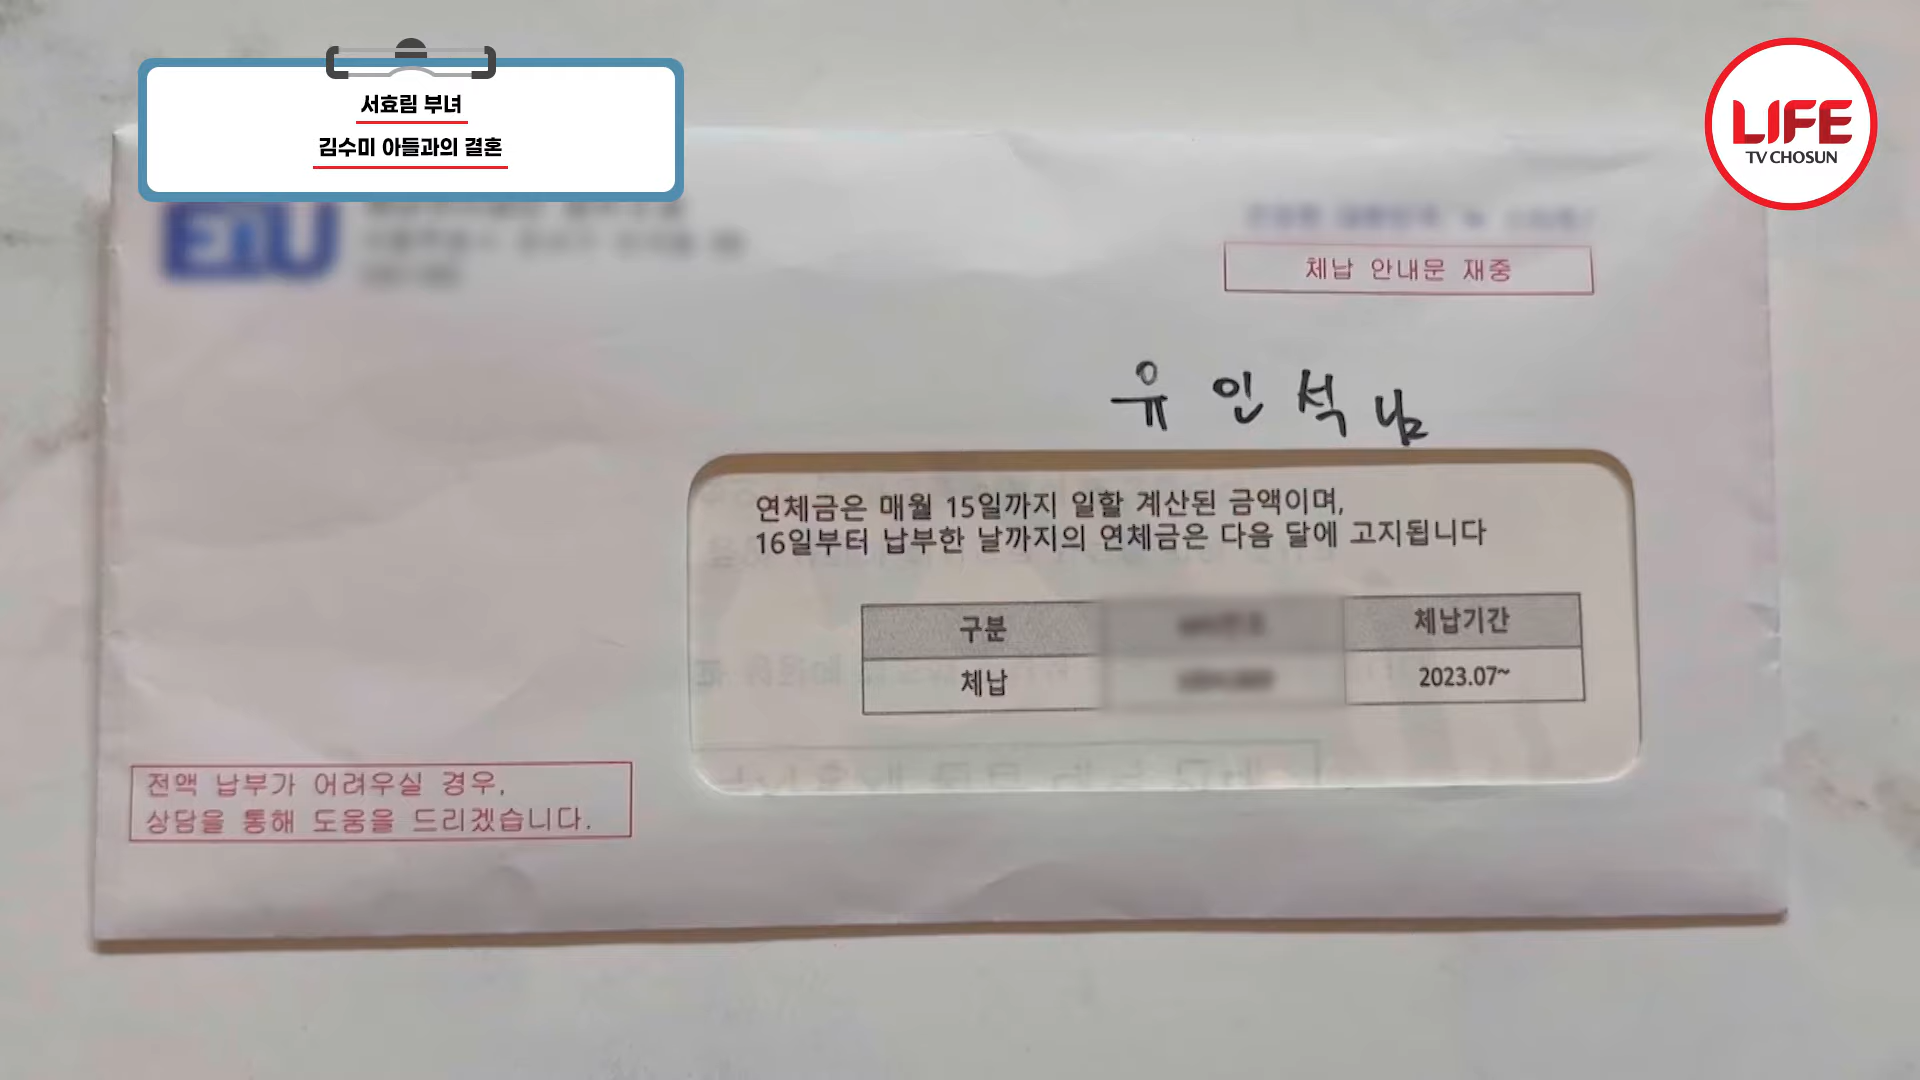 서효림 부녀
김수미 아들과의 결혼
LIFE
TV CHOSUN
체납 안내문 재중
유인석님
연체금은 매월 15일까지 일할 계산된 금액이며,
16일부터 납부한 날까지의 연체금은 다음 달에 고지됩니다
구분 체납기간
체납 2023.07~
전액 납부가 어려우실 경우,
상담을 통해 도움을 드리겠습니다.